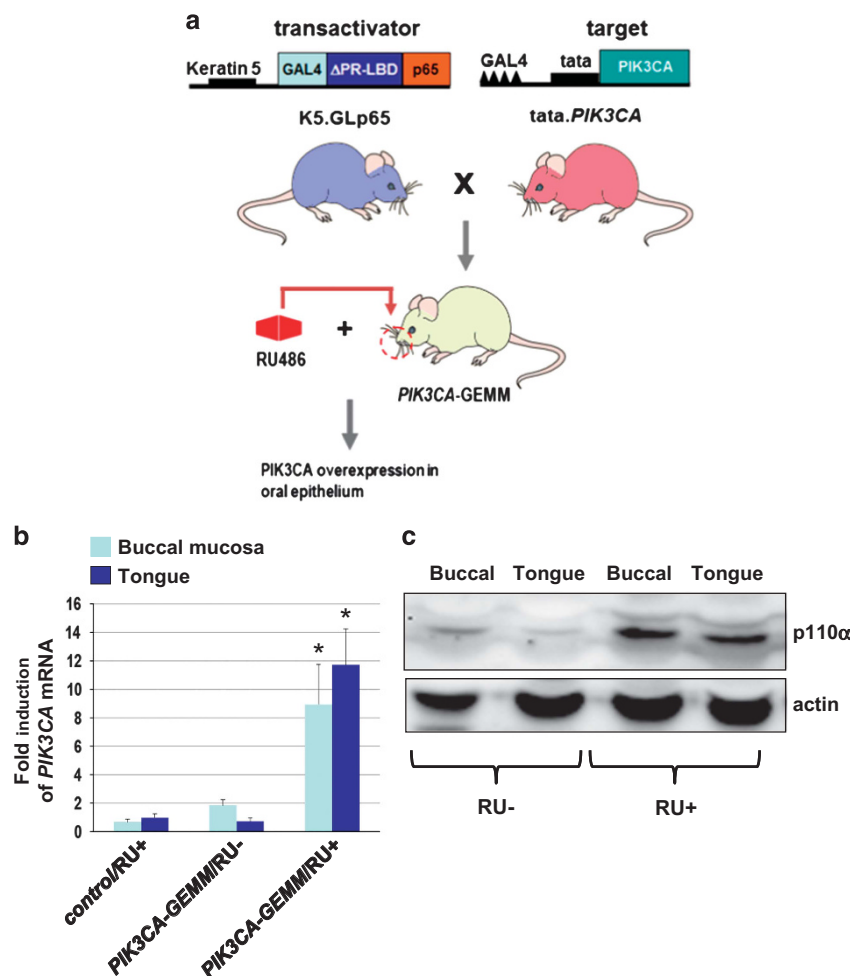 a
transactivator
target
Keratin 5
GAL4
ΔPR-LBD
p65
GAL4
tata
PIK3CA
K5.GLp65
tata.PIK3CA
X
RU486
+
PIK3CA-GEMM
PIK3CA overexpression in
oral epithelium
b
Buccal mucosa
Tongue
Fold induction
of PIK3CA mRNA
16
14
12
10
8
6
4
2
0
*
*
control/RU+
PIK3CA-GEMM/RU-
PIK3CA-GEMM/RU+
c
Buccal Tongue Buccal Tongue
p110α
actin
RU-
RU+